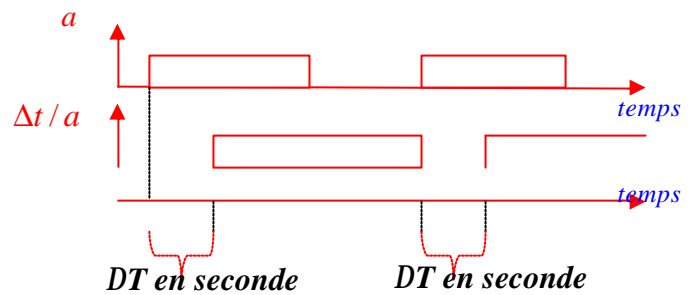 a
temps
Δt / a
temps
DT en seconde
DT en seconde